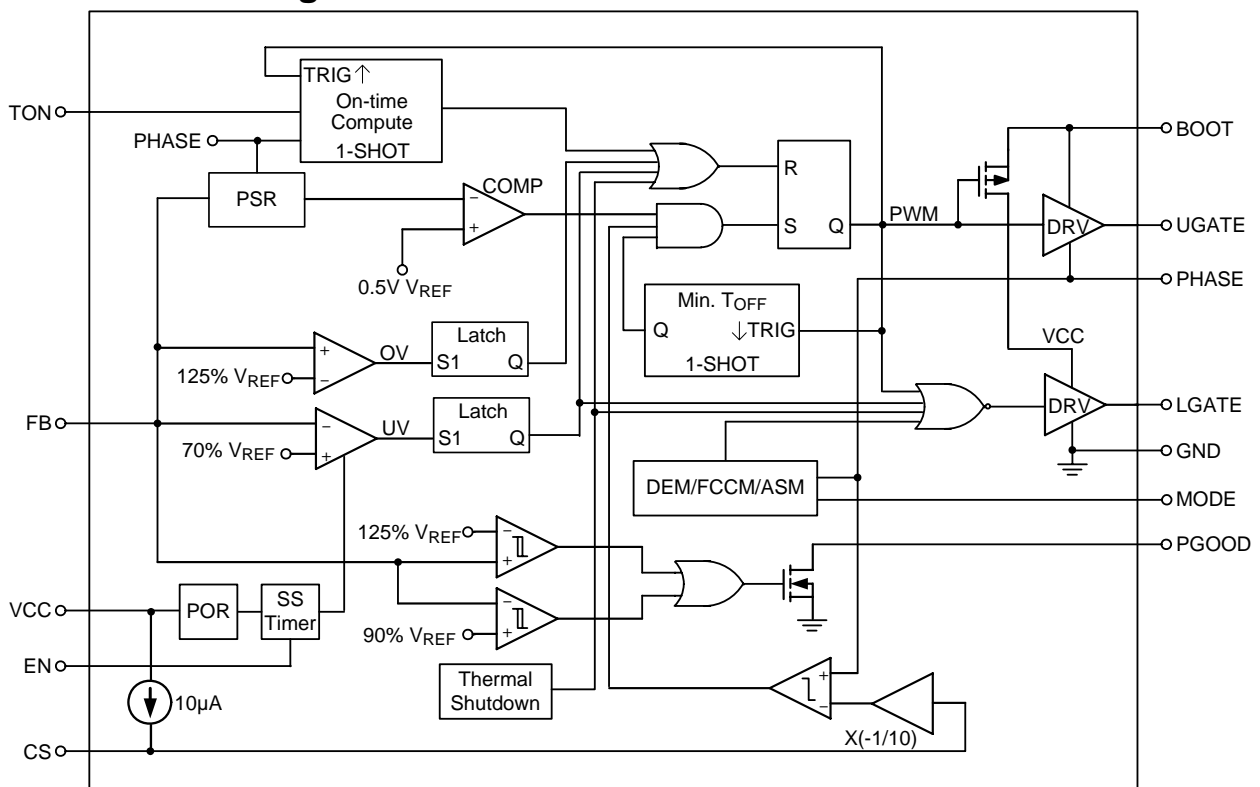 TRIG↑
On-time
Compute
1-SHOT
TON
PHASE
BOOT
PSR
COMP
−
+
R
S
Q
PWM
DRV
UGATE
0.5V VREF
PHASE
Min. TOFF
Q
↓TRIG
1-SHOT
VCC
Latch
S1
Q
OV
+
−
125% VREF
FB
Latch
S1
Q
UV
−
+
70% VREF
DRV
LGATE
GND
DEM/FCCM/ASM
MODE
125% VREF
−
+
PGOOD
VCC
POR
SS
Timer
−
+
90% VREF
EN
Thermal
Shutdown
+
−
10µA
X(-1/10)
CS